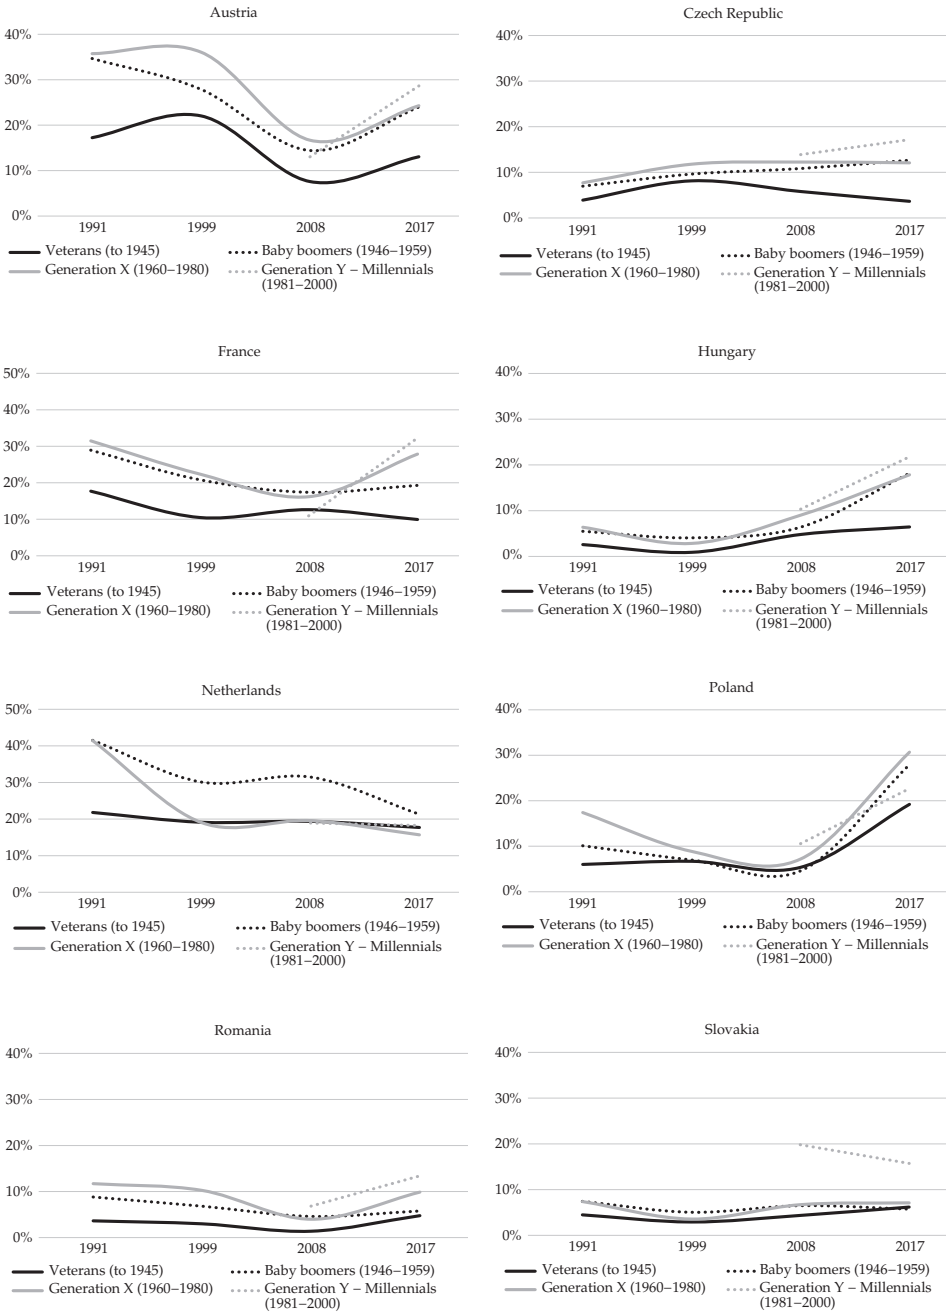 Austria
40%
30%
20%
10%
0%
1991 1999 2008 2017
Veterans (to 1945) Baby boomers (1946–1959)
Generation X (1960–1980) Generation Y – Millennials
(1981–2000)
Czech Republic
40%
30%
20%
10%
0%
1991 1999 2008 2017
Veterans (to 1945) Baby boomers (1946–1959)
Generation X (1960–1980) Generation Y – Millennials
(1981–2000)
France
50%
40%
30%
20%
10%
0%
1991 1999 2008 2017
Veterans (to 1945) Baby boomers (1946–1959)
Generation X (1960–1980) Generation Y – Millennials
(1981–2000)
Hungary
40%
30%
20%
10%
0%
1991 1999 2008 2017
Veterans (to 1945) Baby boomers (1946–1959)
Generation X (1960–1980) Generation Y – Millennials
(1981–2000)
Netherlands
50%
40%
30%
20%
10%
0%
1991 1999 2008 2017
Veterans (to 1945) Baby boomers (1946–1959)
Generation X (1960–1980) Generation Y – Millennials
(1981–2000)
Poland
40%
30%
20%
10%
0%
1991 1999 2008 2017
Veterans (to 1945) Baby boomers (1946–1959)
Generation X (1960–1980) Generation Y – Millennials
(1981–2000)
Romania
40%
30%
20%
10%
0%
1991 1999 2008 2017
Veterans (to 1945) Baby boomers (1946–1959)
Generation X (1960–1980) Generation Y – Millennials
(1981–2000)
Slovakia
40%
30%
20%
10%
0%
1991 1999 2008 2017
Veterans (to 1945) Baby boomers (1946–1959)
Generation X (1960–1980) Generation Y – Millennials
(1981–2000)